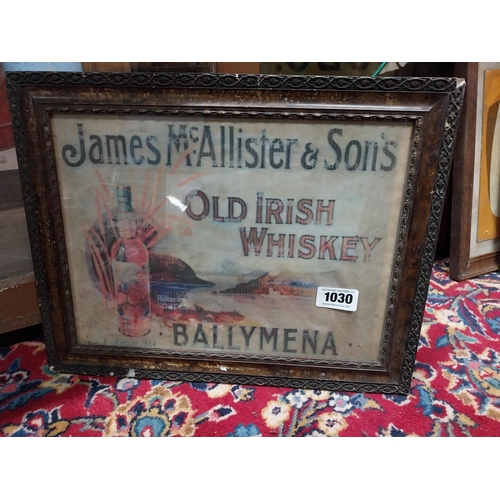 James McAllister & Son's
OLD IRISH
WHISKEY
1030
BALLYMENA